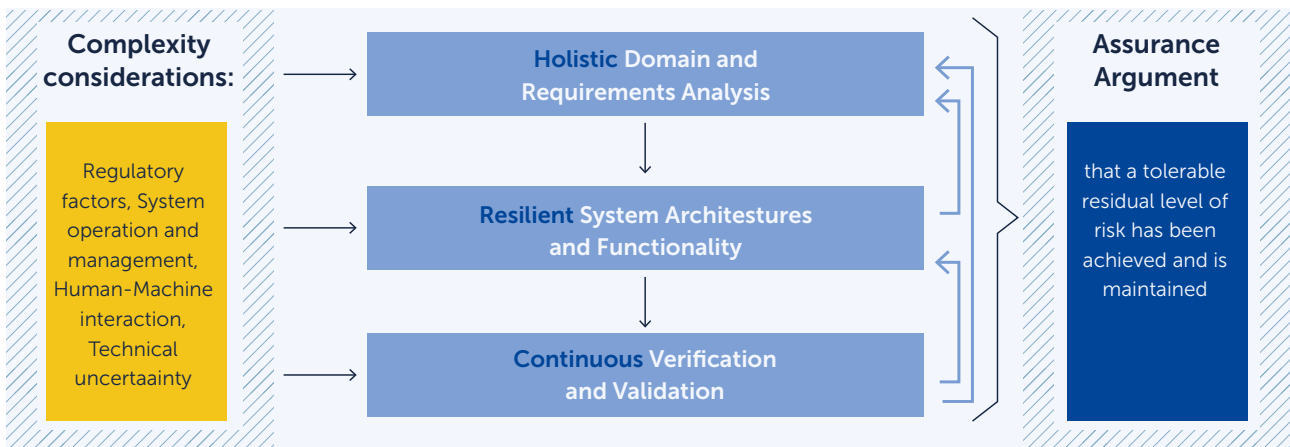 Complexity
considerations:
Regulatory
factors, System
operation and
management,
Human-Machine
interaction,
Technical
uncertaainty
Holistic Domain and
Requirements Analysis
Resilient System Architestures
and Functionality
Continuous Verification
and Validation
Assurance
Argument
that a tolerable
residual level of
risk has been
achieved and is
maintained